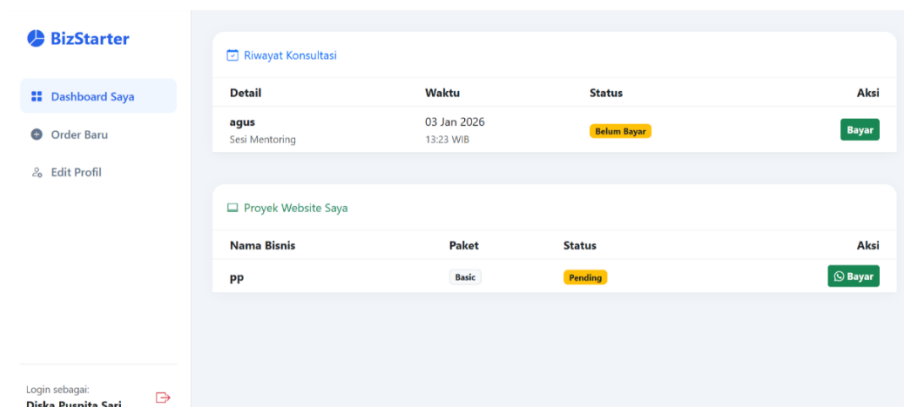 BizStarter
Dashboard Saya
Order Baru
Edit Profil
Login sebagai:
Diska Puspita Sari
Riwayat Konsultasi
Detail Waktu Status Aksi
agus 03 Jan 2026 Belum Bayar Bayar
Sesi Mentoring 13:23 WIB
Proyek Website Saya
Nama Bisnis Paket Status Aksi
pp Basic Pending Bayar